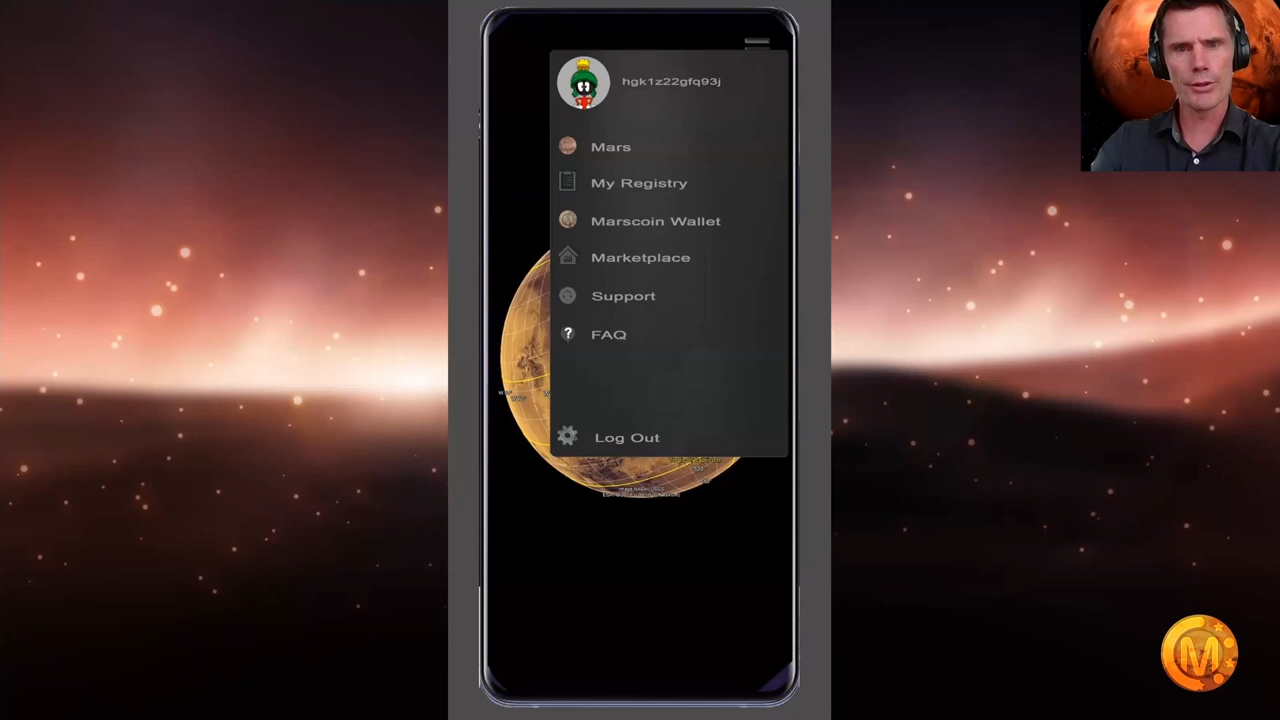 hgk1z22gfq93j
Mars
My Registry
Marscoin Wallet
Marketplace
Support
FAQ
Log Out
M